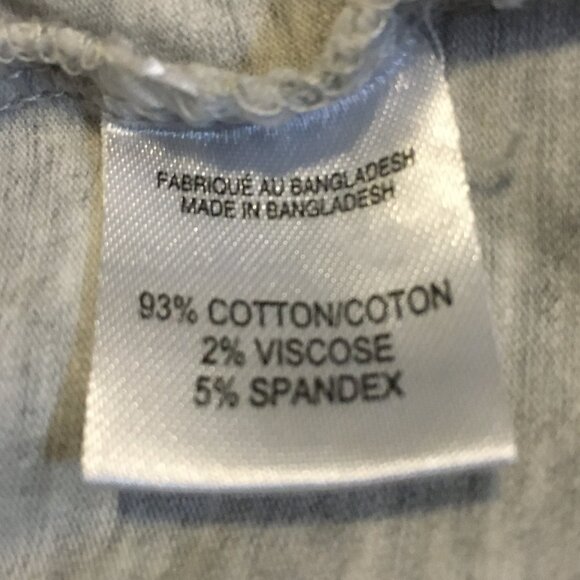 FABRIQUÉ AU BANGLADESH
MADE IN BANGLADESH
93% COTTON/COTON
2% VISCOSE
5% SPANDEX